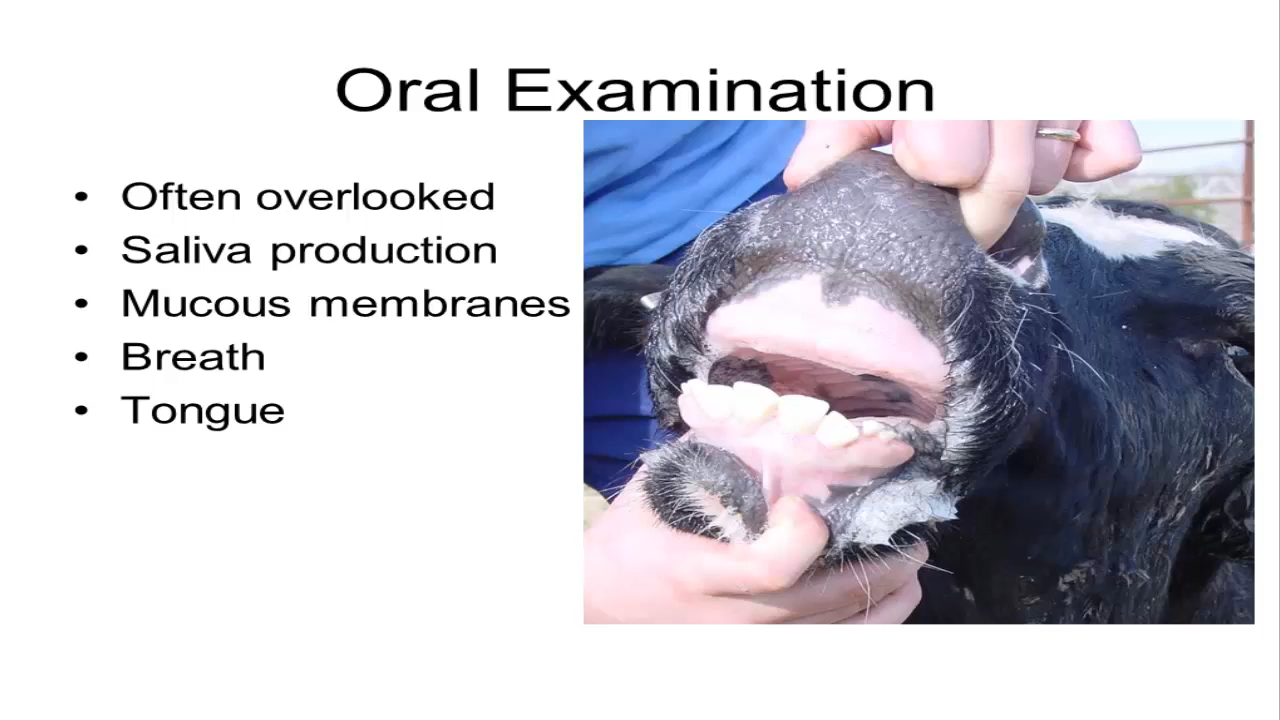 Oral Examination
• Often overlooked
• Saliva production
• Mucous membranes
• Breath
• Tongue